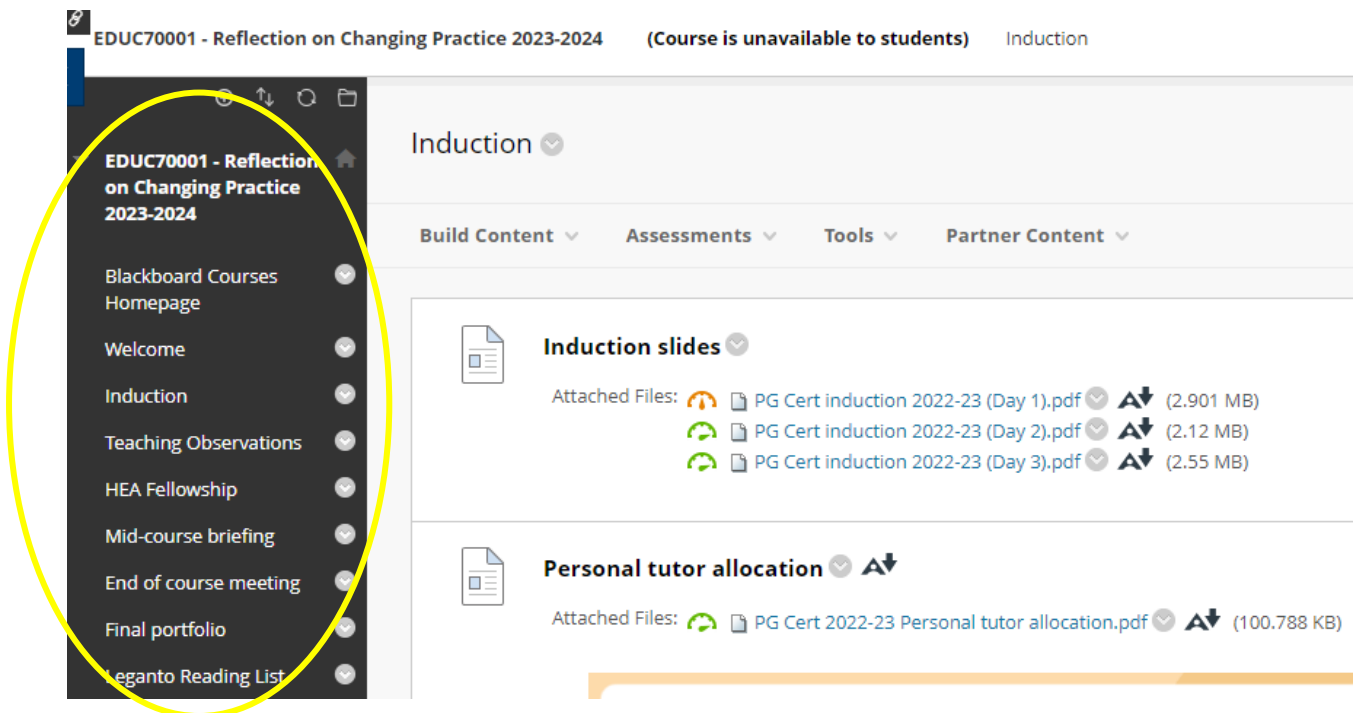 EDUC70001 - Reflection on Changing Practice 2023-2024 (Course is unavailable to students) Induction
EDUC70001 - Reflection
on Changing Practice
2023-2024
Blackboard Courses
Homepage
Welcome
Induction
Teaching Observations
HEA Fellowship
Mid-course briefing
End of course meeting
Final portfolio
Leganto Reading List
Induction
Build Content Assessments Tools Partner Content
Induction slides
Attached Files: PG Cert induction 2022-23 (Day 1).pdf A (2.901 MB)
PG Cert induction 2022-23 (Day 2).pdf A (2.12 MB)
PG Cert induction 2022-23 (Day 3).pdf A (2.55 MB)
Personal tutor allocation A
Attached Files: PG Cert 2022-23 Personal tutor allocation.pdf A (100.788 KB)